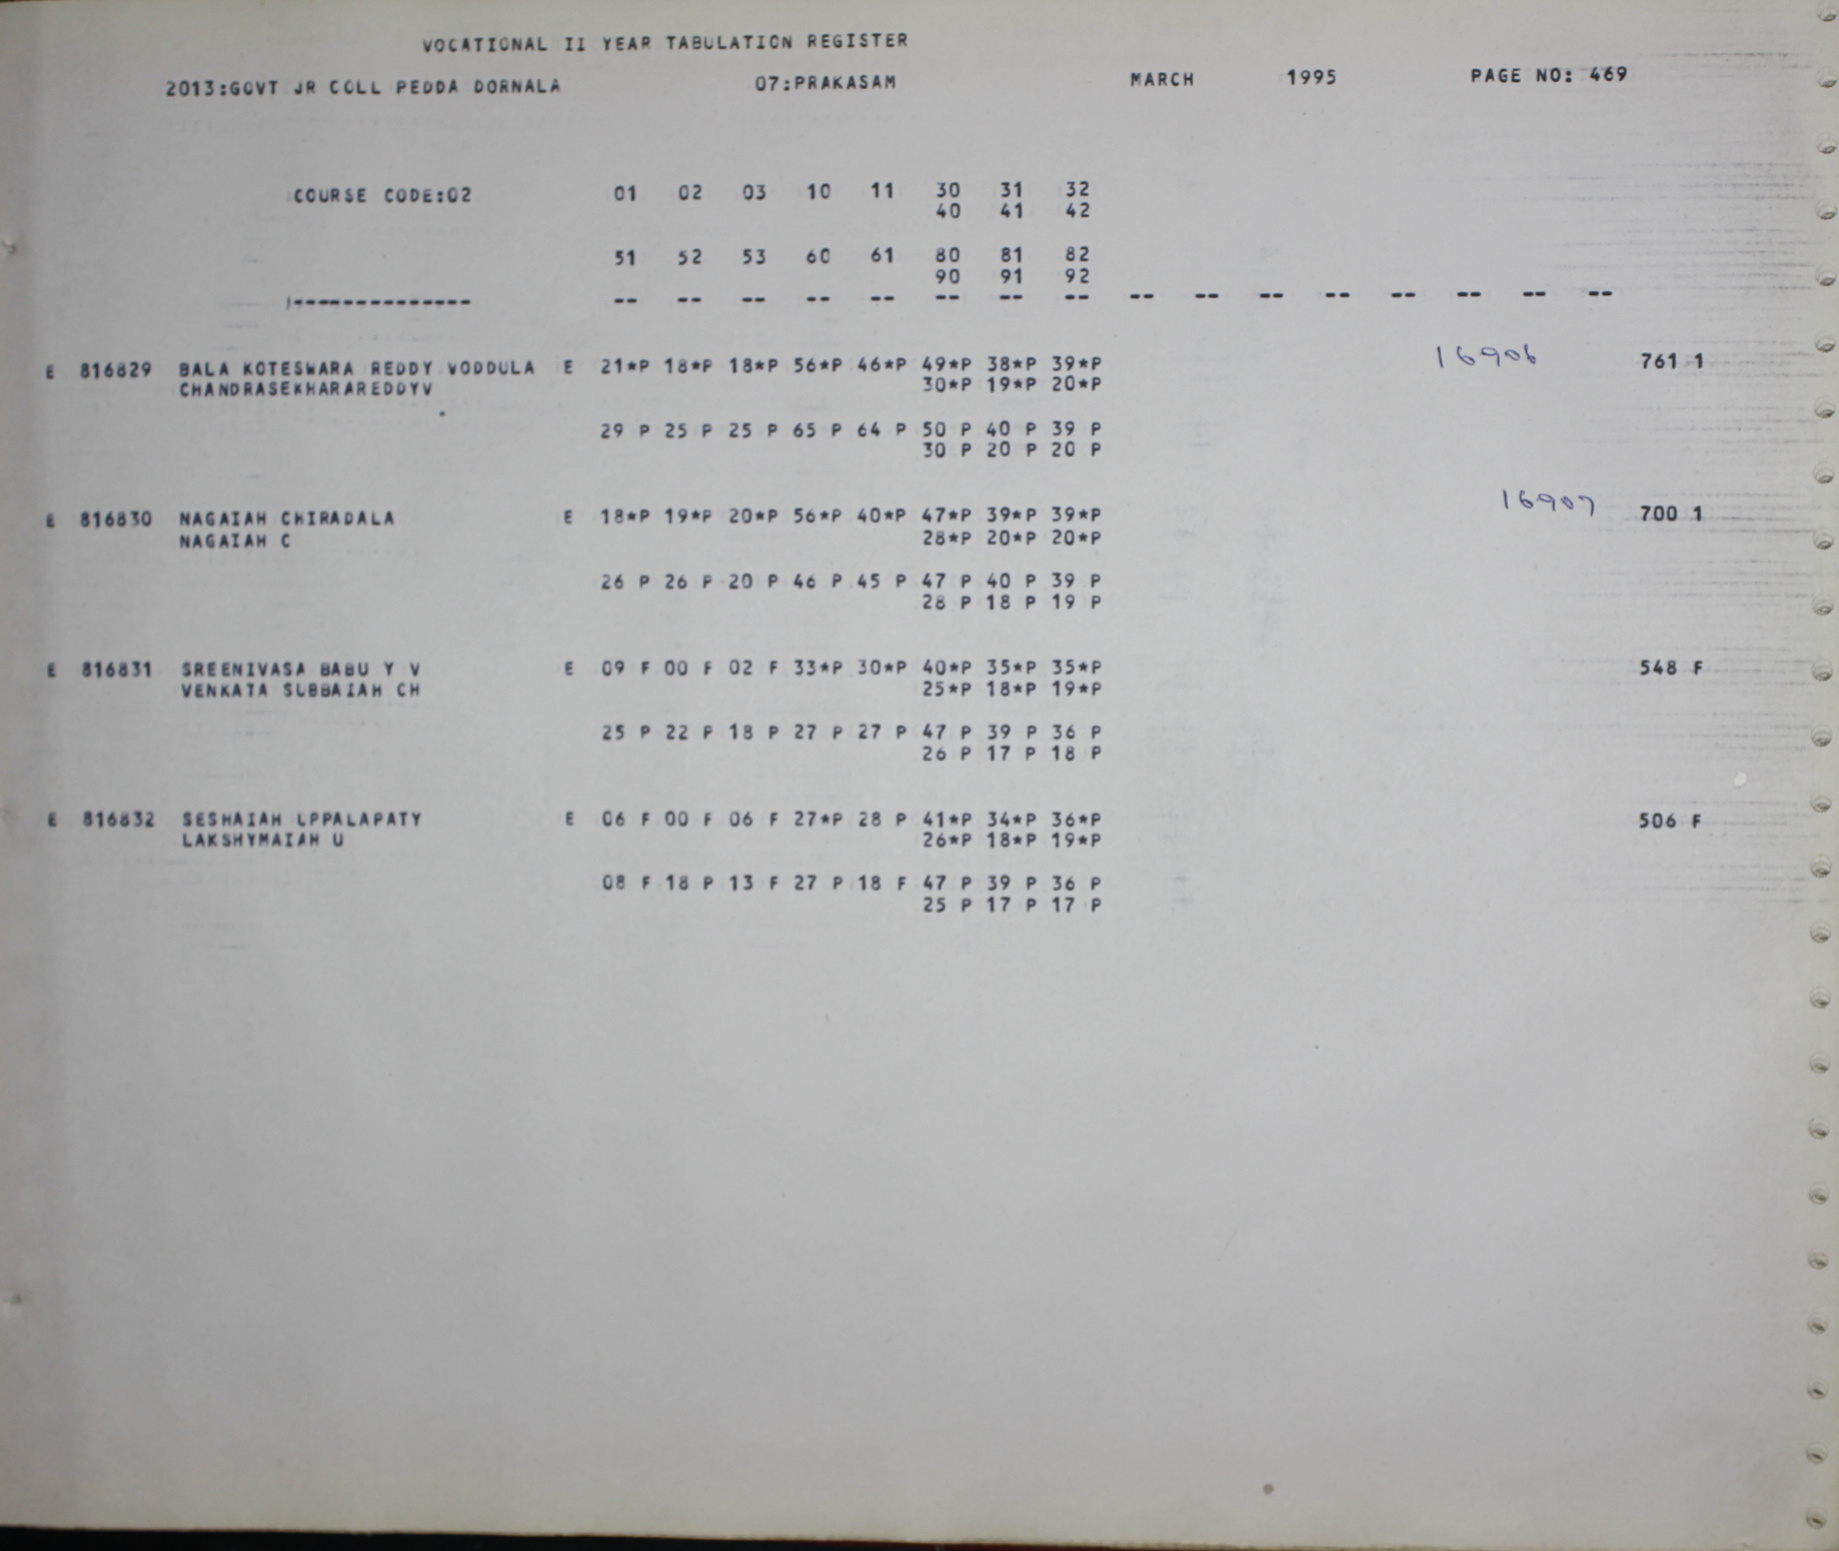 VOCATIONAL II YEAR TABULATION REGISTER
2013:GOVT JR COLL PEDDA DORNALA 07:PRAKASAM MARCH 1995 PAGE NO: 469
COURSE CODE:02 01 02 03 10 11 30 31 32
40 41 42
51 52 53 60 61 80 81 82
90 91 92
|-------------- -- -- -- -- -- -- -- -- -- -- -- -- -- -- -- --
E 816829 BALA KOTESWARA REDDY VODDULA E 21*P 18*P 18*P 56*P 46*P 49*P 38*P 39*P 16906 761 1
CHANDRASEKHARAREDDYV 30*P 19*P 20*P
29 P 25 P 25 P 65 P 64 P 50 P 40 P 39 P
30 P 20 P 20 P
E 816830 NAGAIAH CHIRADALA E 18*P 19*P 20*P 56*P 40*P 47*P 39*P 39*P 16907 700 1
NAGAIAH C 28*P 20*P 20*P
26 P 26 P 20 P 46 P 45 P 47 P 40 P 39 P
28 P 18 P 19 P
E 816831 SREENIVASA BABU Y V E 09 F 00 F 02 F 33*P 30*P 40*P 35*P 35*P 548 F
VENKATA SUBBAIAH CH 25*P 18*P 19*P
25 P 22 P 18 P 27 P 27 P 47 P 39 P 36 P
26 P 17 P 18 P
E 816832 SESHAIAH UPPALAPATY E 06 F 00 F 06 F 27*P 28 P 41*P 34*P 36*P 506 F
LAKSHYMAIAH U 26*P 18*P 19*P
08 F 18 P 13 F 27 P 18 F 47 P 39 P 36 P
25 P 17 P 17 P